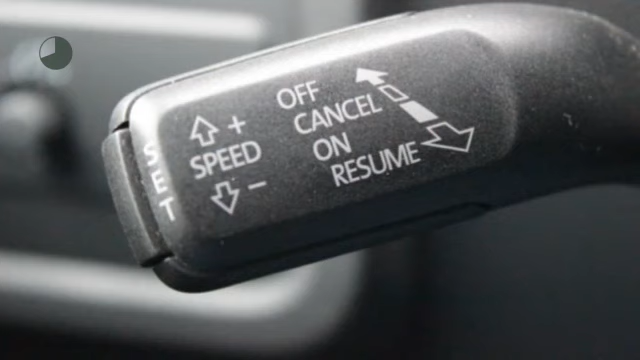 OFF
CANCEL
ON
RESUME
+
SPEED
−
SET